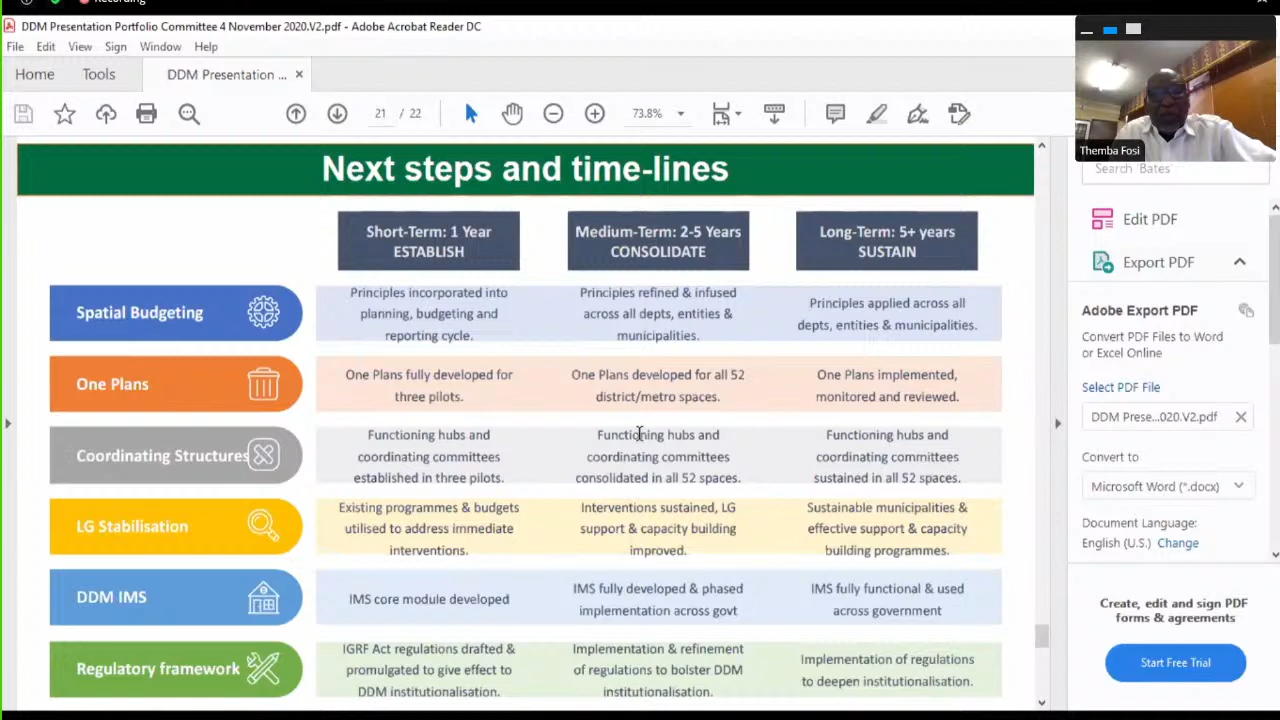 Recording
DDM Presentation Portfolio Committee 4 November 2020.V2.pdf - Adobe Acrobat Reader DC
File Edit View Sign Window Help
Home Tools DDM Presentation ... ×
21 / 22 73.8%
Themba Fosi
Search 'Bates'
Edit PDF
Export PDF
Adobe Export PDF
Convert PDF Files to Word
or Excel Online
Select PDF File
DDM Prese...020.V2.pdf
Convert to
Microsoft Word (*.docx)
Document Language:
English (U.S.) Change
Create, edit and sign PDF
forms & agreements
Start Free Trial
Next steps and time-lines
Short-Term: 1 Year
ESTABLISH
Medium-Term: 2-5 Years
CONSOLIDATE
Long-Term: 5+ years
SUSTAIN
Spatial Budgeting
Principles incorporated into
planning, budgeting and
reporting cycle.
Principles refined & infused
across all depts, entities &
municipalities.
Principles applied across all
depts, entities & municipalities.
One Plans
One Plans fully developed for
three pilots.
One Plans developed for all 52
district/metro spaces.
One Plans implemented,
monitored and reviewed.
Coordinating Structures
Functioning hubs and
coordinating committees
established in three pilots.
Functioning hubs and
coordinating committees
consolidated in all 52 spaces.
Functioning hubs and
coordinating committees
sustained in all 52 spaces.
LG Stabilisation
Existing programmes & budgets
utilised to address immediate
interventions.
Interventions sustained, LG
support & capacity building
improved.
Sustainable municipalities &
effective support & capacity
building programmes.
DDM IMS
IMS core module developed
IMS fully developed & phased
implementation across govt
IMS fully functional & used
across government
Regulatory framework
IGRF Act regulations drafted &
promulgated to give effect to
DDM institutionalisation.
Implementation & refinement
of regulations to bolster DDM
institutionalisation.
Implementation of regulations
to deepen institutionalisation.